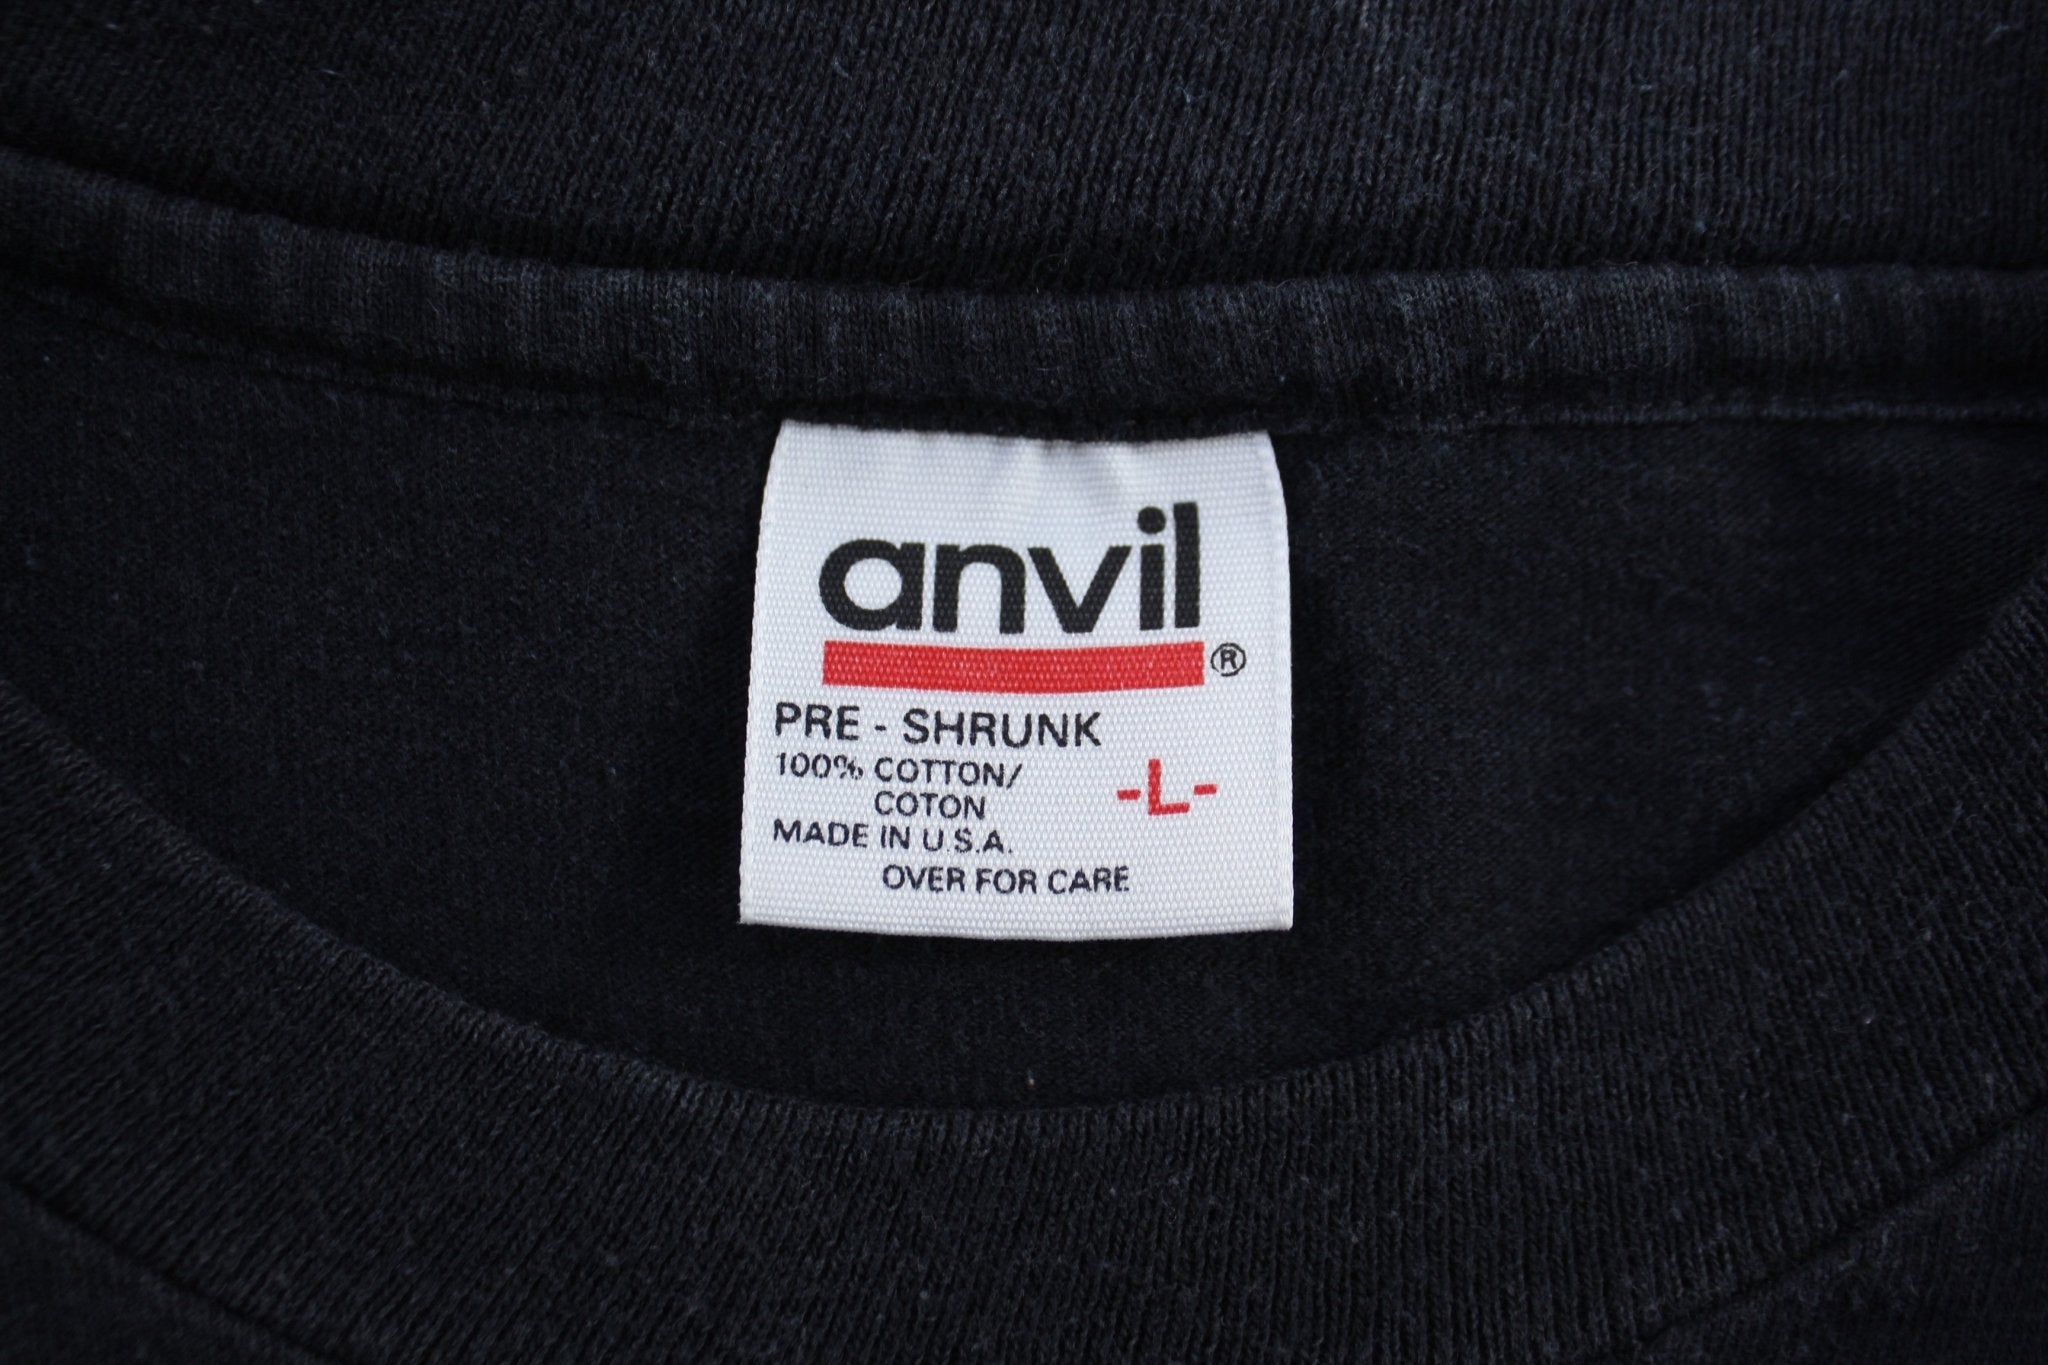 anvil
®
PRE - SHRUNK
100% COTTON/
COTON
-L-
MADE IN U.S.A.
OVER FOR CARE